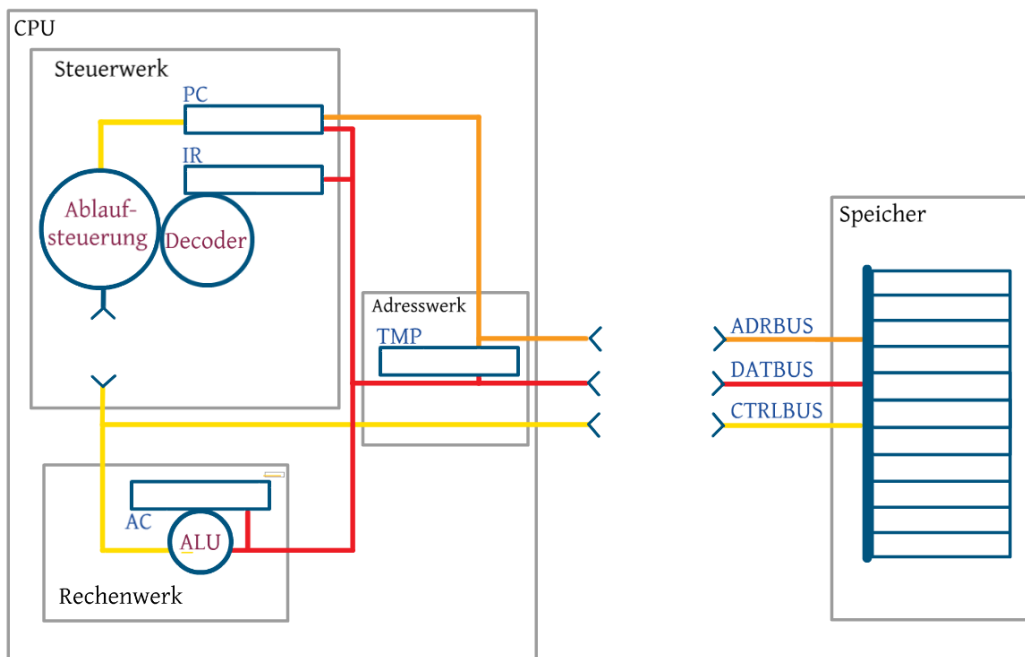 CPU
Steuerwerk
PC
IR
Ablauf-
steuerung
Decoder
Adresswerk
TMP
Speicher
ADRBUS
DATBUS
CTRLBUS
AC
ALU
Rechenwerk